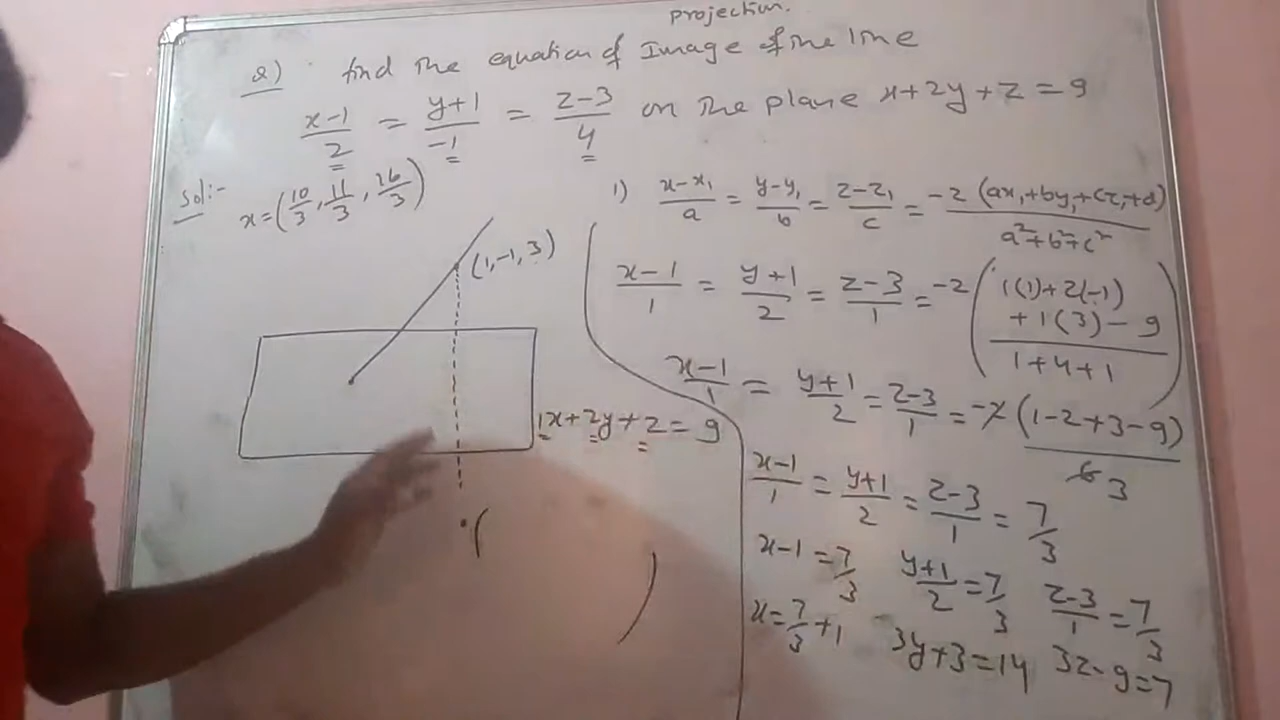 projection.
Q) find the equation of Image of the line
x-1/2 = y+1/-1 = z-3/4 on the plane x+2y+z=9
Sol:-
x=(10/3, 11/3, 26/3)
(1,-1,3)
1x+2y+z=9
1) x-x₁/a = y-y₁/b = z-z₁/c = -2(ax₁+by₁+cz₁+d)/a²+b²+c²
x-1/1 = y+1/2 = z-3/1 = -2(1(1)+2(-1)+1(3)-9/1+4+1)
x-1/1 = y+1/2 = z-3/1 = -2(1-2+3-9)/6 3
x-1/1 = y+1/2 = z-3/1 = 7/3
x-1=7/3 y+1/2=7/3 z-3/1=7/3
x=7/3+1 3y+3=14 3z-9=7